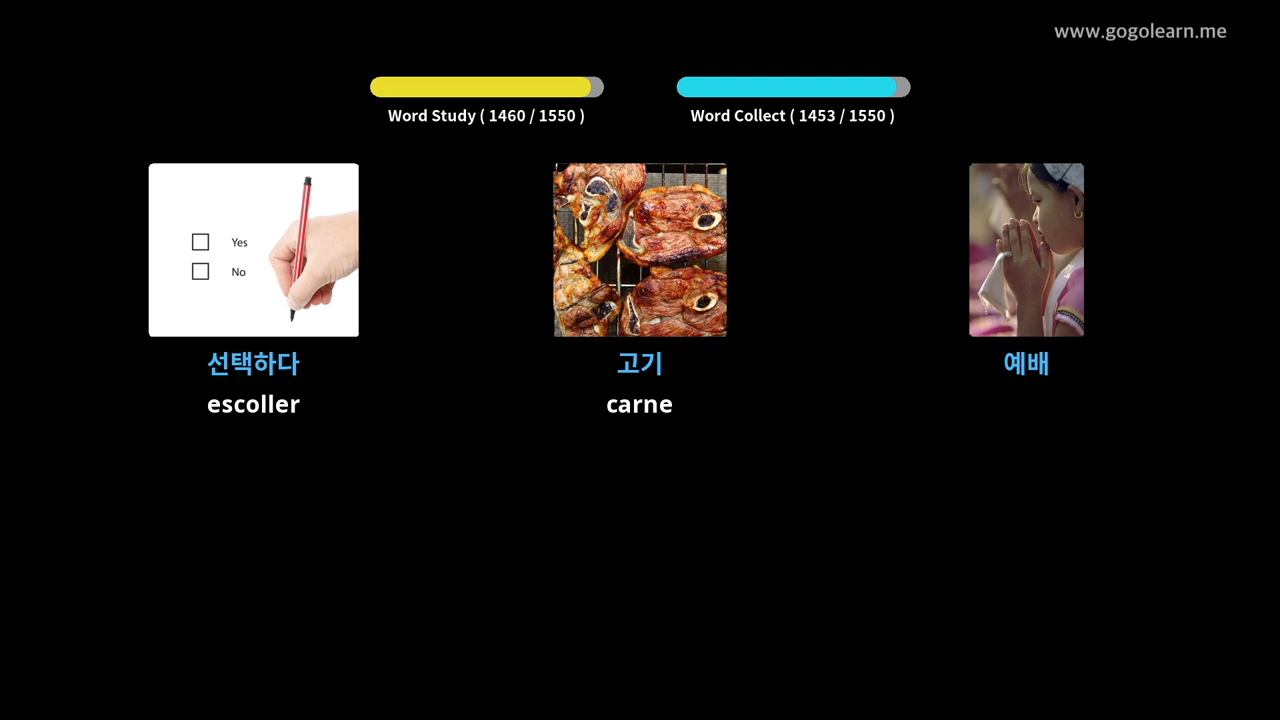 www.gogolearn.me
Word Study ( 1460 / 1550 )
Word Collect ( 1453 / 1550 )
Yes
No
선택하다
고기
예배
escoller
carne